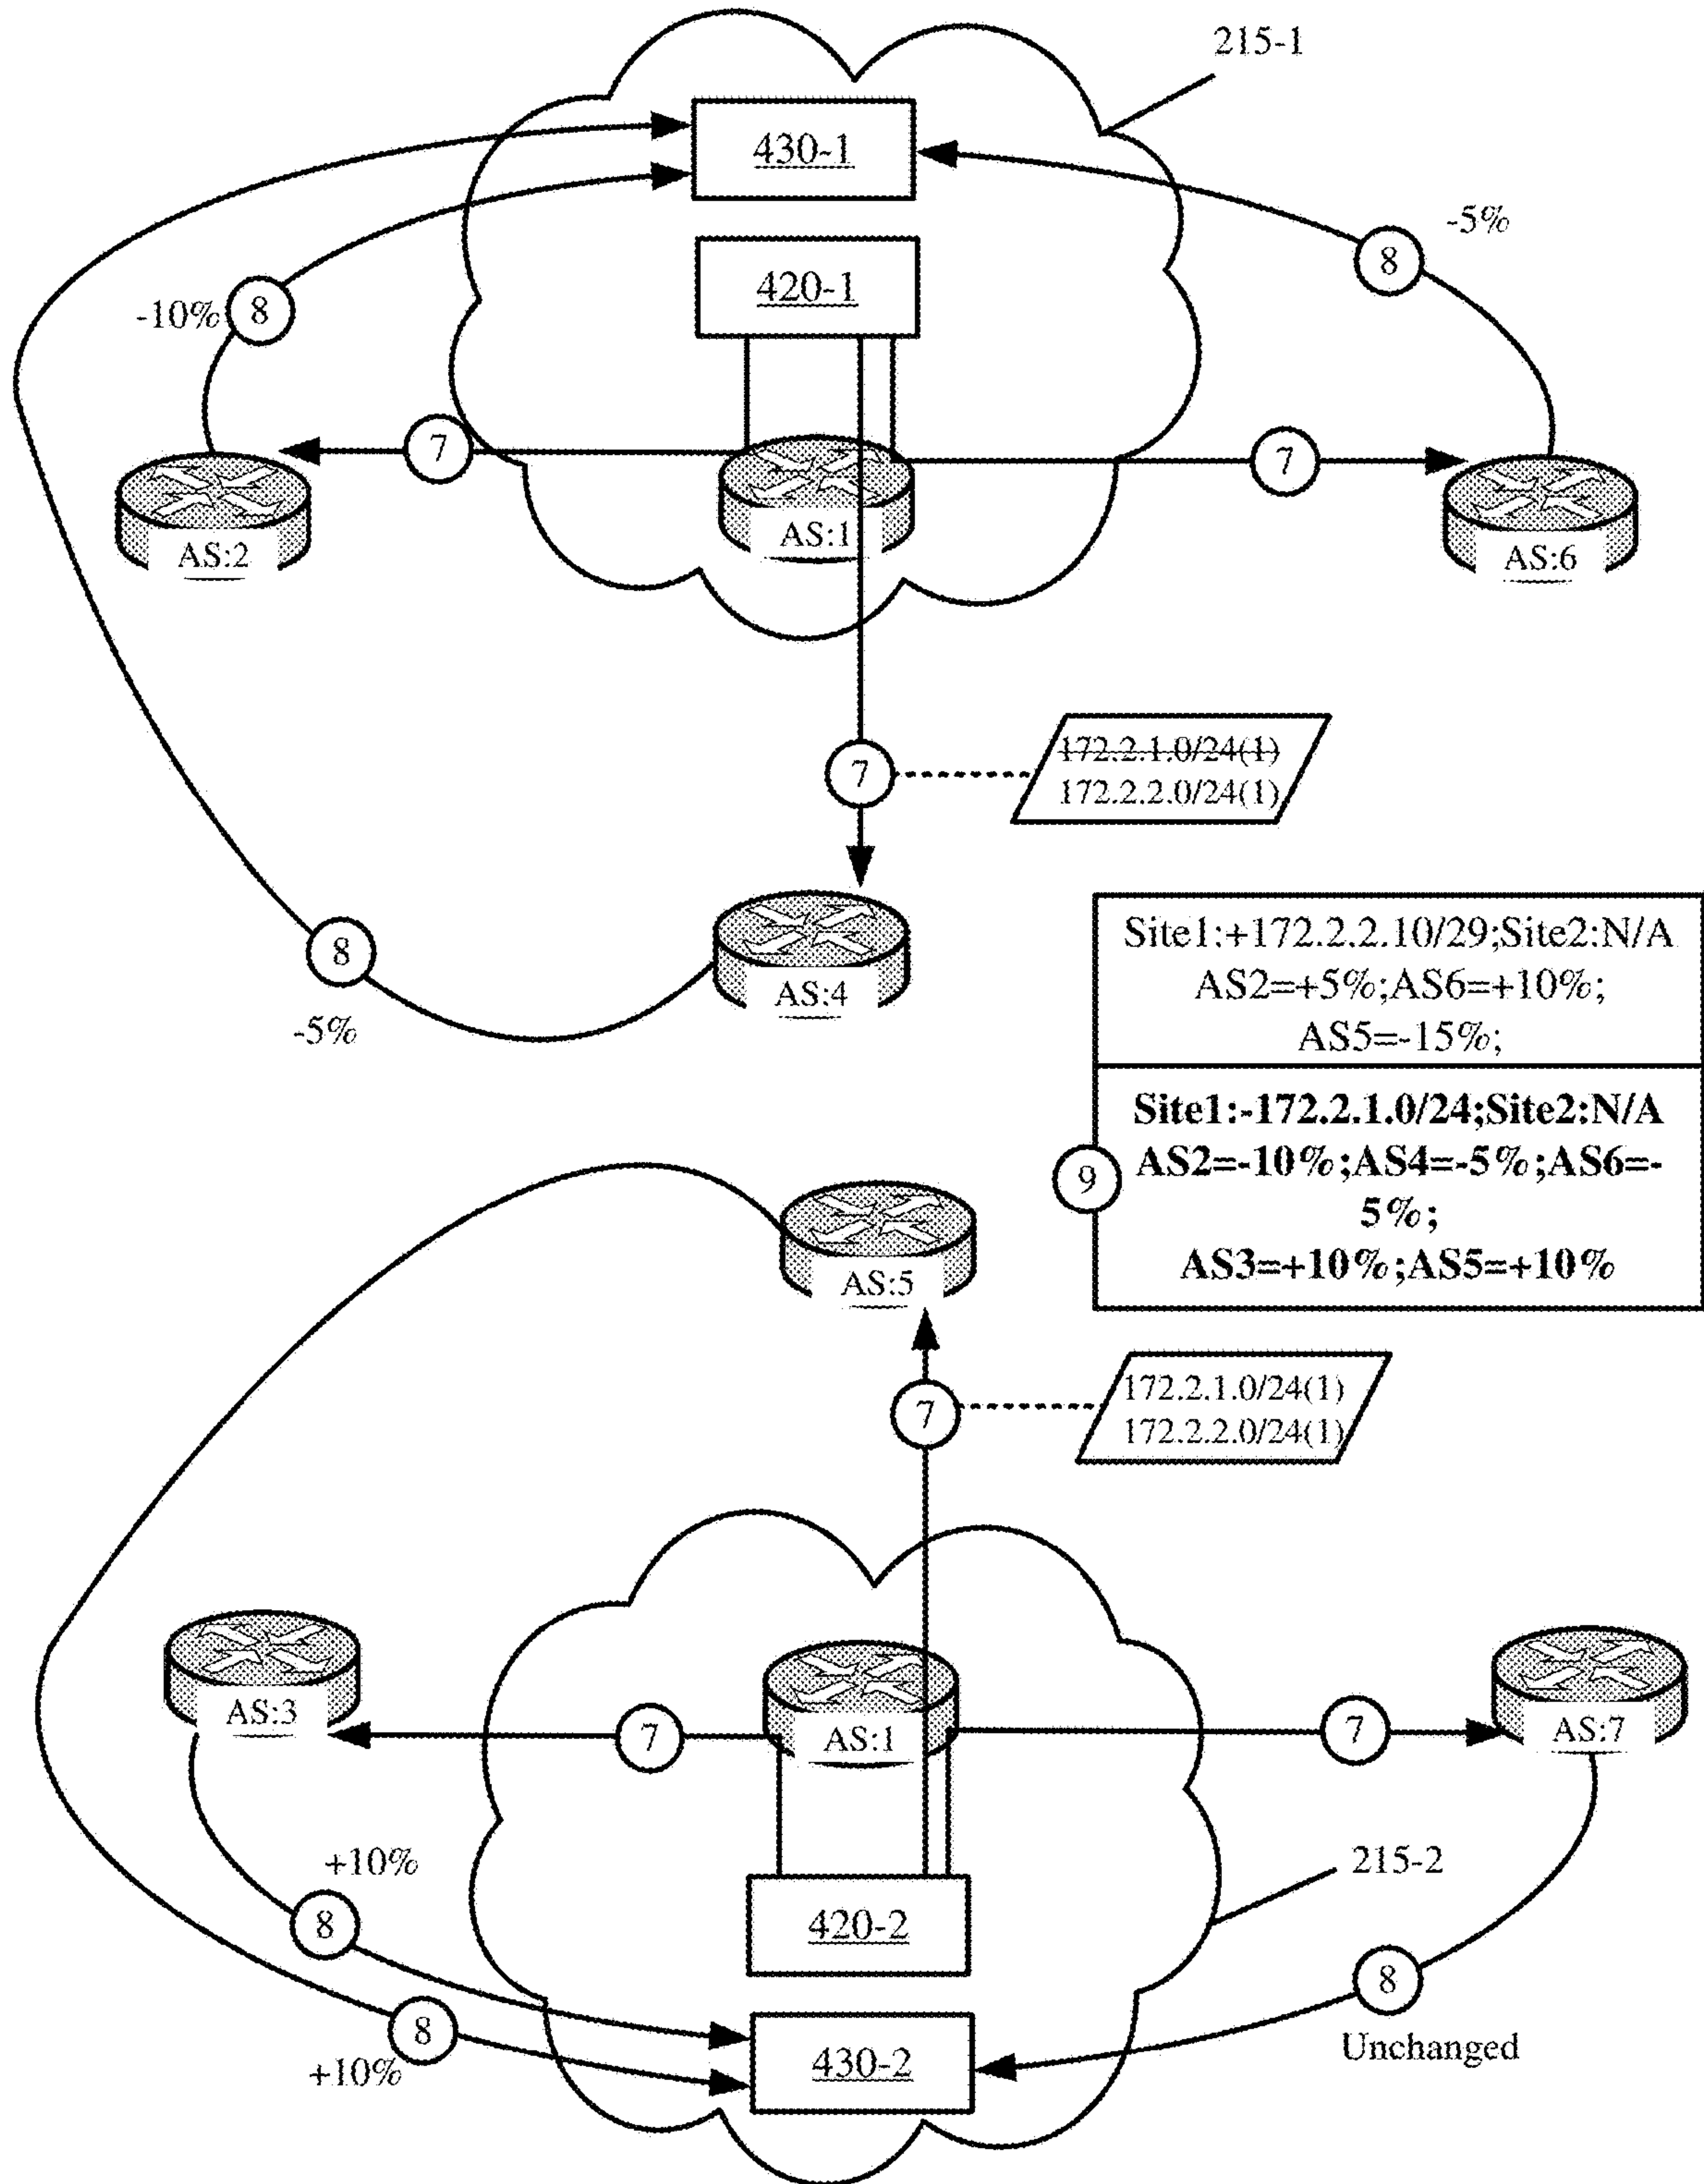 215-1
430-1
-5%
8
420-1
-10%
8
7
7
AS:2
AS:1
AS:6
172.2.1.0/24(1)
7
172.2.2.0/24(1)
8
AS:4
-5%
Site1:+172.2.2.10/29;Site2:N/A
AS2=+5%;AS6=+10%;
AS5=-15%;
Site1:-172.2.1.0/24;Site2:N/A
9
AS2=-10%;AS4=-5%;AS6=-
5%;
AS3=+10%;AS5=+10%
AS:5
172.2.1.0/24(1)
7
172.2.2.0/24(1)
AS:3
7
AS:1
7
AS:7
+10%
215-2
8
420-2
8
8
Unchanged
+10%
430-2